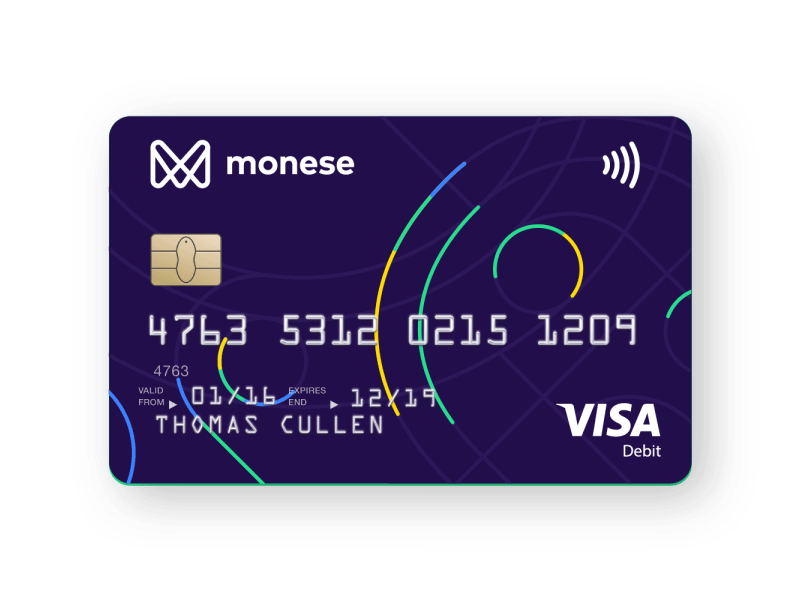 monese
4763 5312 0215 1209
4763
VALID FROM 01/16 EXPIRES END 12/19
THOMAS CULLEN
VISA
Debit